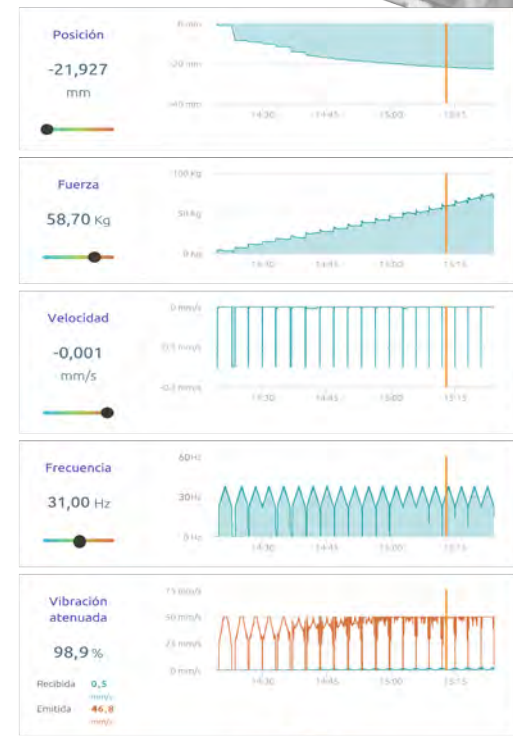 Posición
-21,927
mm
0 mm
-20 mm
-40 mm
14:30
14:45
15:00
15:15
Fuerza
58,70 Kg
100 Kg
50 Kg
0 Kg
14:30
14:45
15:00
15:15
Velocidad
-0,001
mm/s
0 mm/s
14:30
14:45
15:00
15:15
Frecuencia
31,00 Hz
60Hz
30Hz
0 Hz
14:30
14:45
15:00
15:15
Vibración
atenuada
98,9 %
Recibida 0,5
mm/s
Emitida 46,8
mm/s
75 mm/s
50 mm/s
25 mm/s
0 mm/s
14:30
14:45
15:00
15:15